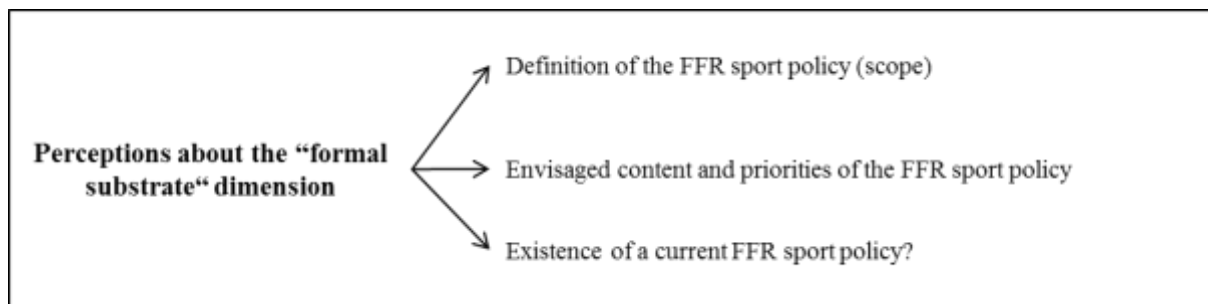 Definition of the FFR sport policy (scope)
Perceptions about the “formal
substrate“ dimension
Envisaged content and priorities of the FFR sport policy
Existence of a current FFR sport policy?